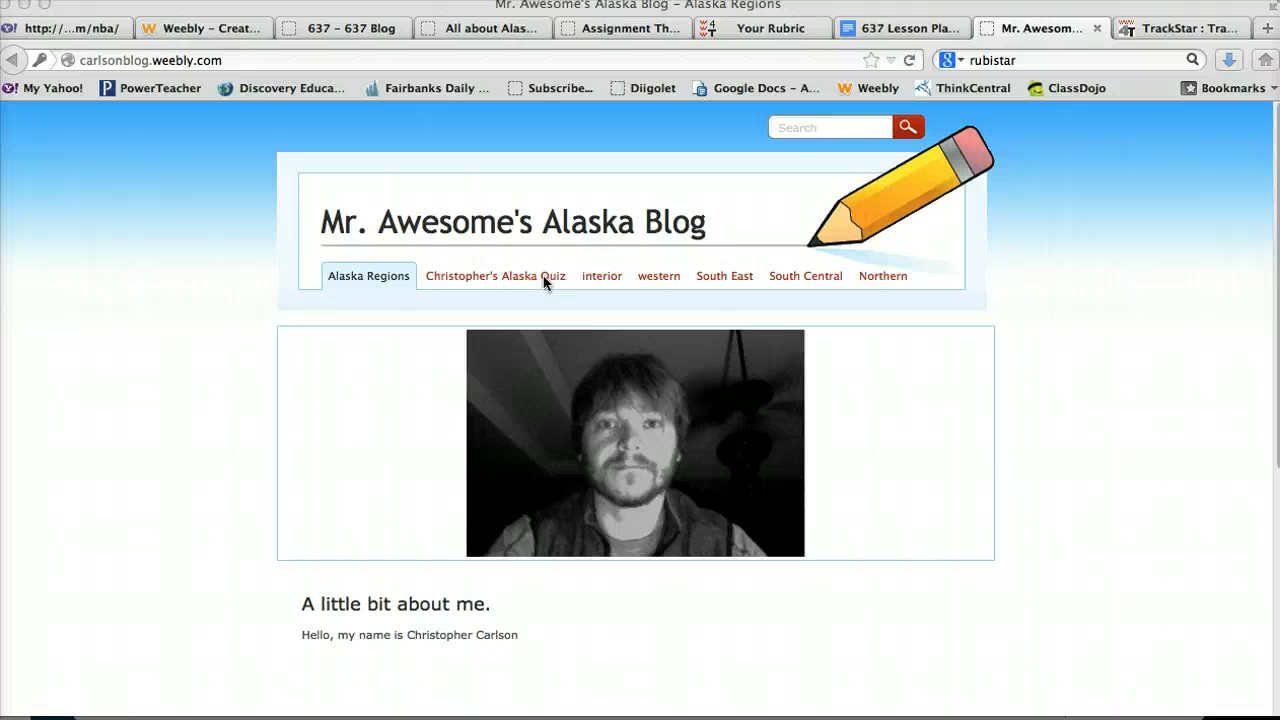 Mr. Awesome's Alaska Blog – Alaska Regions
http://...m/nba/ Weebly – Creat... 637 – 637 Blog All about Alas... Assignment Th... Your Rubric 637 Lesson Pla... Mr. Awesom... TrackStar : Tra...
carlsonblog.weebly.com rubistar
My Yahoo! PowerTeacher Discovery Educa... Fairbanks Daily ... Subscribe... Diigolet Google Docs – A... Weebly ThinkCentral ClassDojo Bookmarks
Search
Mr. Awesome's Alaska Blog
Alaska Regions Christopher's Alaska Quiz interior western South East South Central Northern
A little bit about me.
Hello, my name is Christopher Carlson